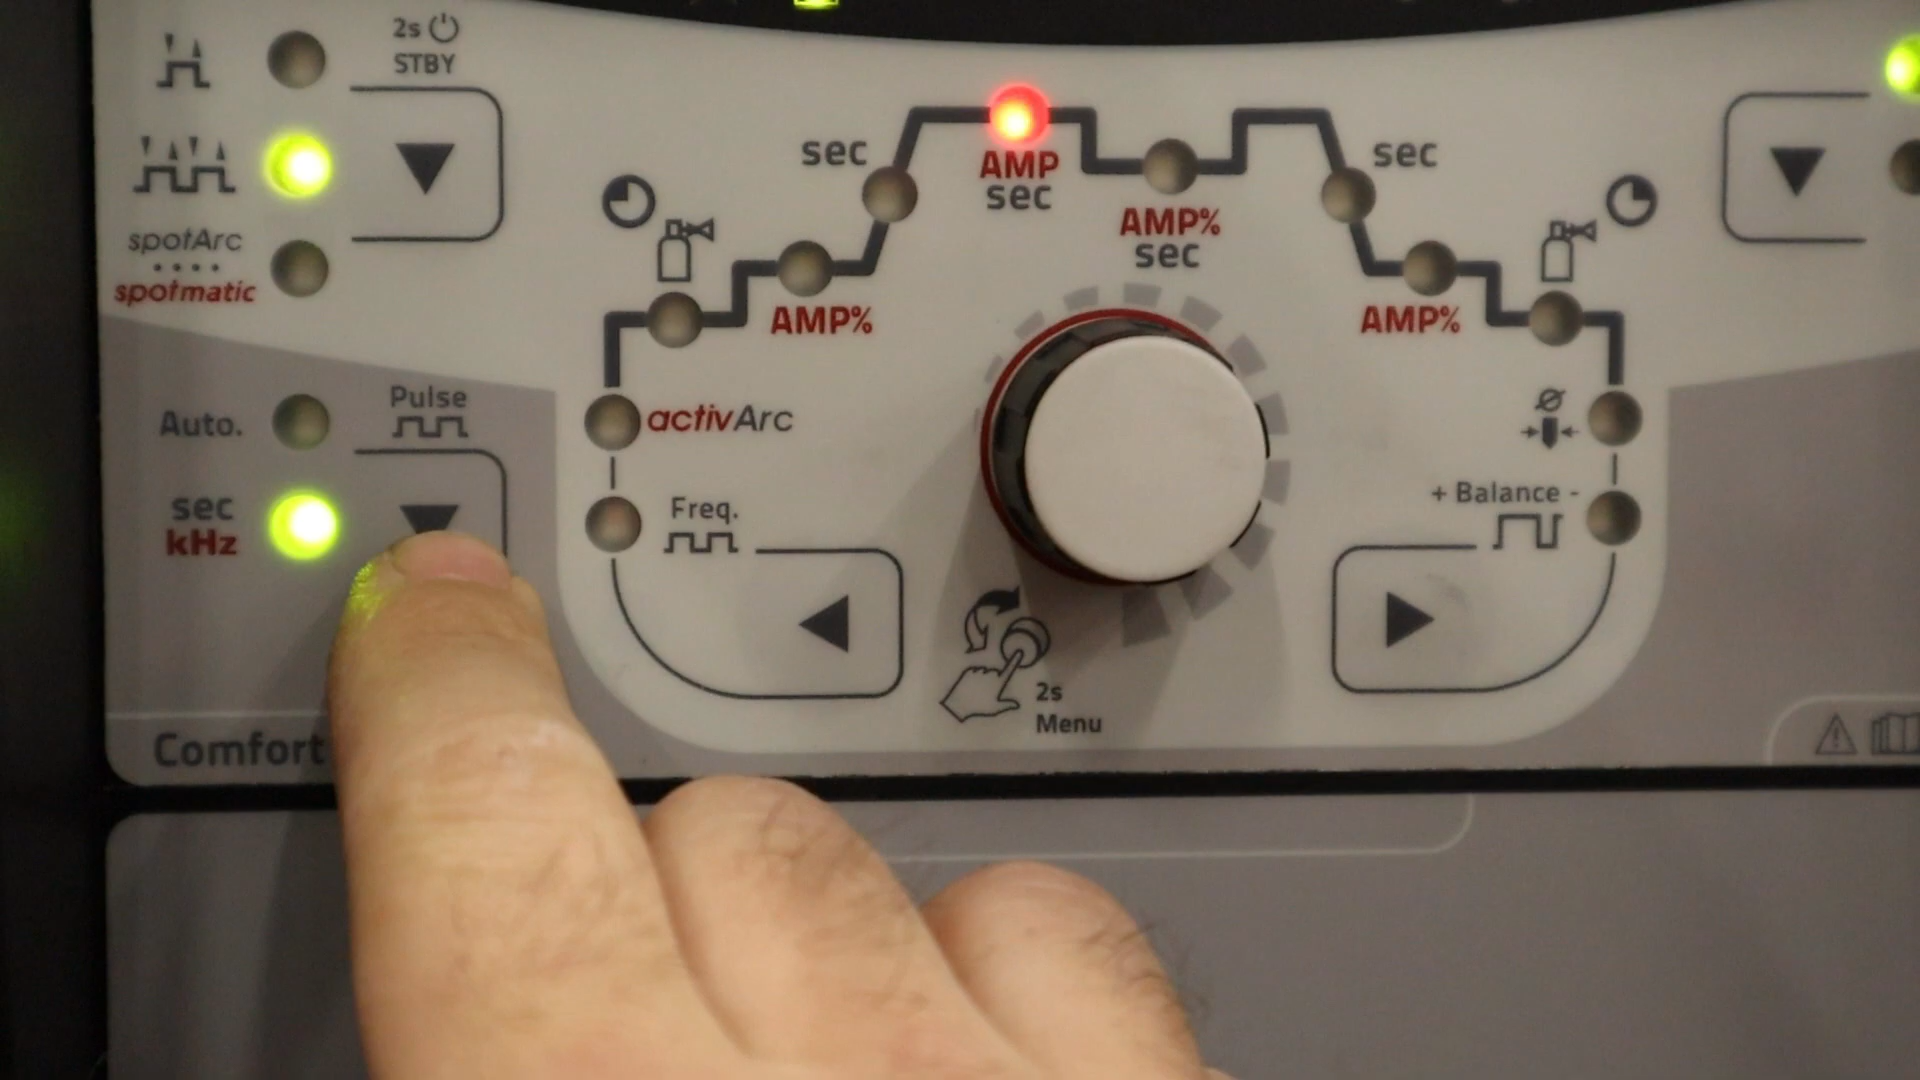 2s
STBY
spotArc
spotmatic
sec
AMP
sec
AMP%
sec
sec
AMP%
AMP%
Auto.
Pulse
sec
kHz
activArc
Freq.
+ Balance -
2s
Menu
Comfort